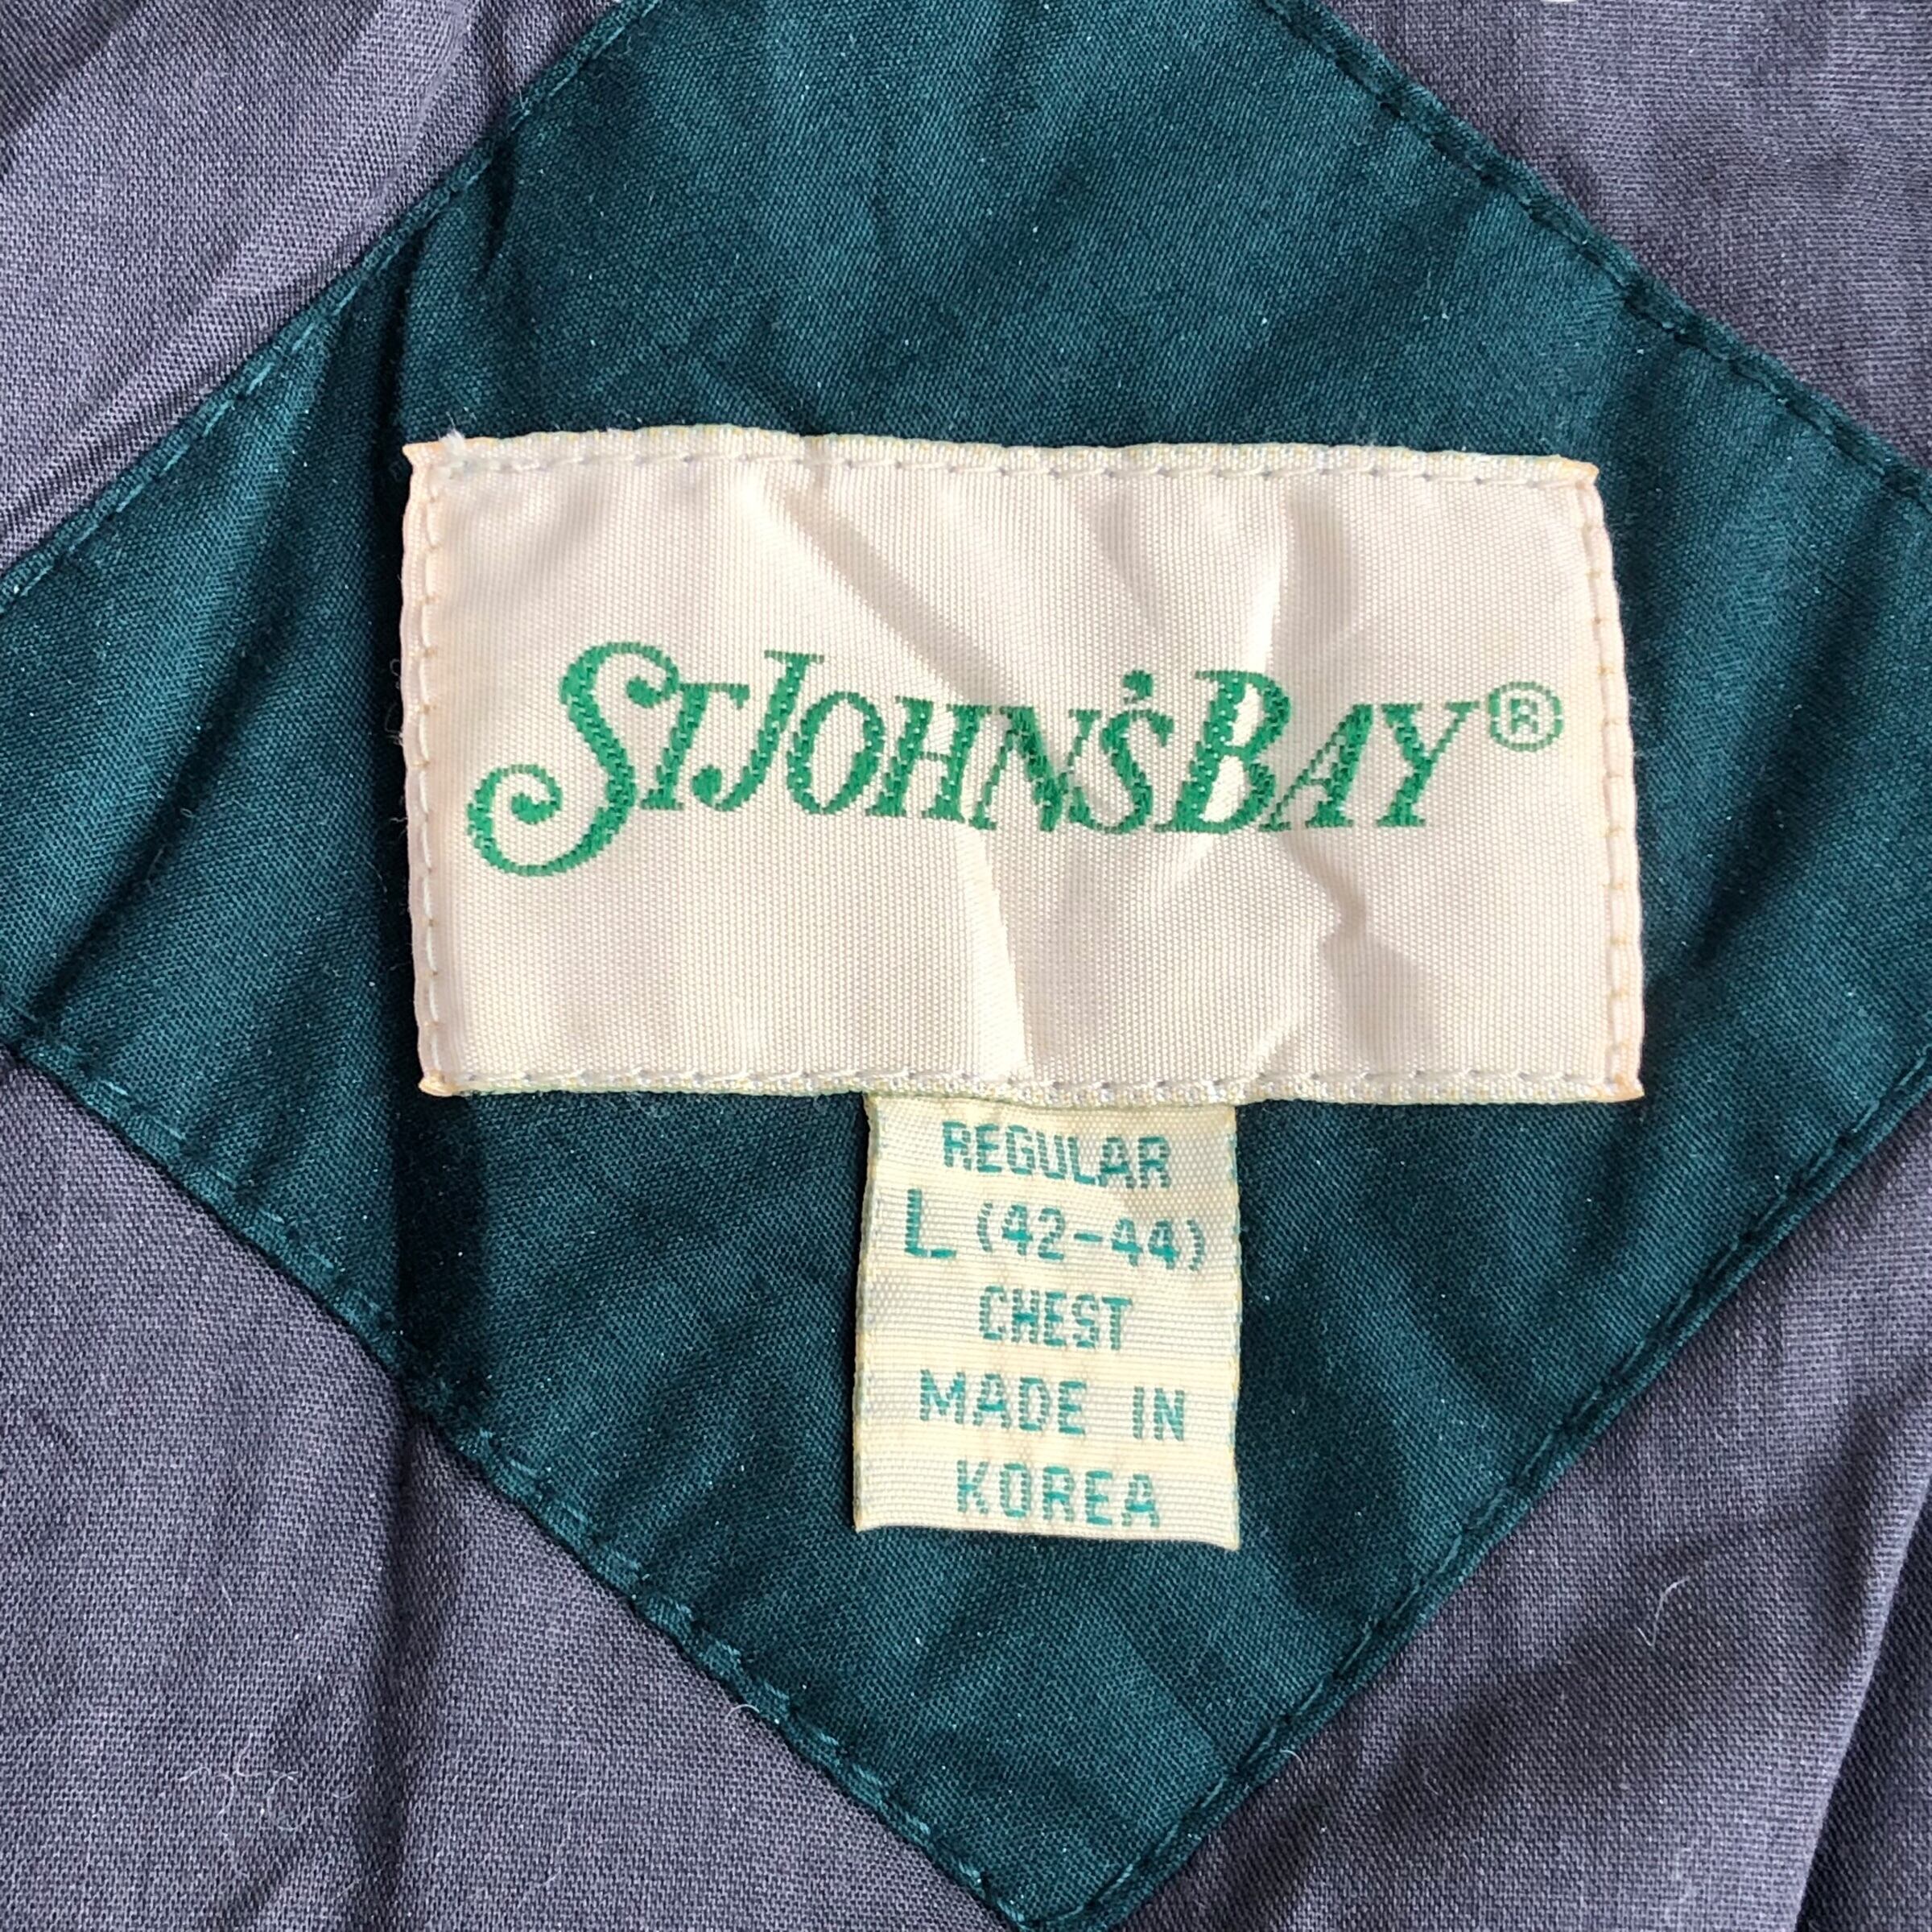 St John's Bay®
REGULAR
L (42-44)
CHEST
MADE IN
KOREA